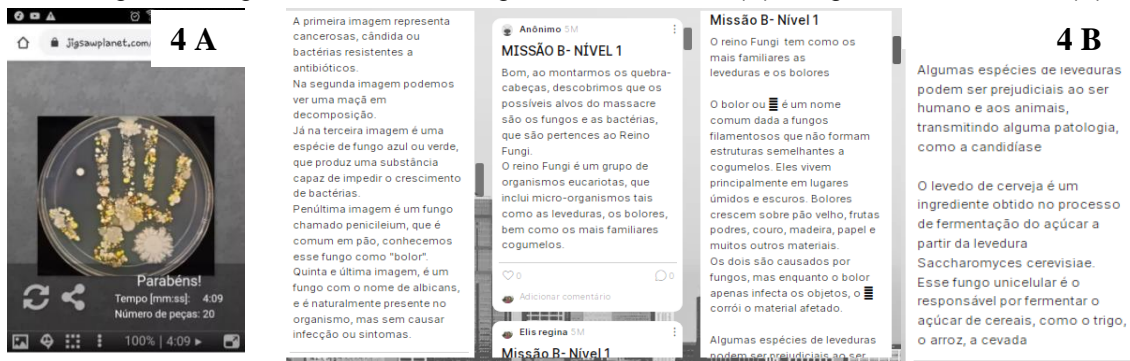 4 A
jigsawplanet.com/
Parabéns!
Tempo [mm:ss]: 4:09
Número de peças: 20
100% | 4:09
A primeira imagem representa
cancerosas, cândida ou
bactérias resistentes a
antibióticos.
Na segunda imagem podemos
ver uma maçã em
decomposição.
Já na terceira imagem é uma
espécie de fungo azul ou verde,
que produz uma substância
capaz de impedir o crescimento
de bactérias.
Penúltima imagem é um fungo
chamado penicileium, que é
comum em pão, conhecemos
esse fungo como "bolor".
Quinta e última imagem, é um
fungo com o nome de albicans,
e é naturalmente presente no
organismo, mas sem causar
infecção ou sintomas.
Anônimo 5M
MISSÃO B- NÍVEL 1
Bom, ao montarmos os quebra-
cabeças, descobrimos que os
possíveis alvos do massacre
são os fungos e as bactérias,
que são pertences ao Reino
Fungi.
O reino Fungi é um grupo de
organismos eucariotas, que
inclui micro-organismos tais
como as leveduras, os bolores,
bem como os mais familiares
cogumelos.
0 0
Adicionar comentário
Elis regina 5M
Missão B- Nível 1
Missão B- Nível 1
O reino Fungi tem como os
mais familiares as
leveduras e os bolores
O bolor ou é um nome
comum dada a fungos
filamentosos que não formam
estruturas semelhantes a
cogumelos. Eles vivem
principalmente em lugares
úmidos e escuros. Bolores
crescem sobre pão velho, frutas
podres, couro, madeira, papel e
muitos outros materiais.
Os dois são causados por
fungos, mas enquanto o bolor
apenas infecta os objetos, o
corrói o material afetado.
Algumas espécies de leveduras
podem ser prejudiciais ao ser
4 B
Algumas espécies de leveduras
podem ser prejudiciais ao ser
humano e aos animais,
transmitindo alguma patologia,
como a candidíase
O levedo de cerveja é um
ingrediente obtido no processo
de fermentação do açúcar a
partir da levedura
Saccharomyces cerevisiae.
Esse fungo unicelular é o
responsável por fermentar o
açúcar de cereais, como o trigo,
o arroz, a cevada